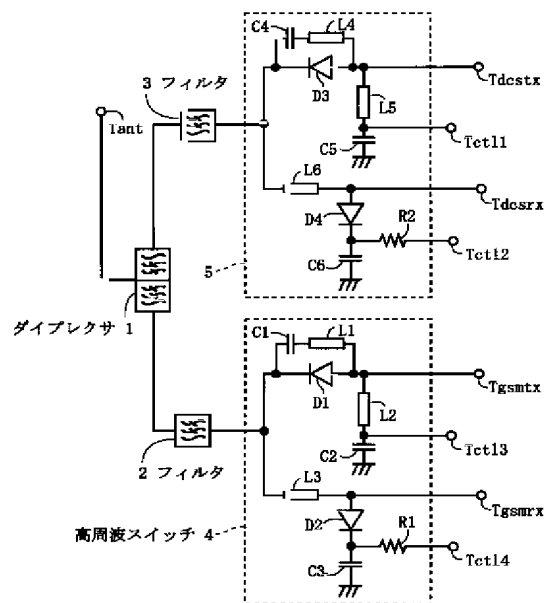 C4
L4
3 フィルタ
Tant
D3
Tdcstx
L5
Tctl1
C5
L6
Tdcsrx
D4
R2
Tctl2
C6
5
ダイプレクサ 1
C1
L1
D1
Tgsmtx
L2
Tctl3
C2
2 フィルタ
L3
Tgsmrx
D2
R1
高周波スイッチ 4
Tctl4
C3